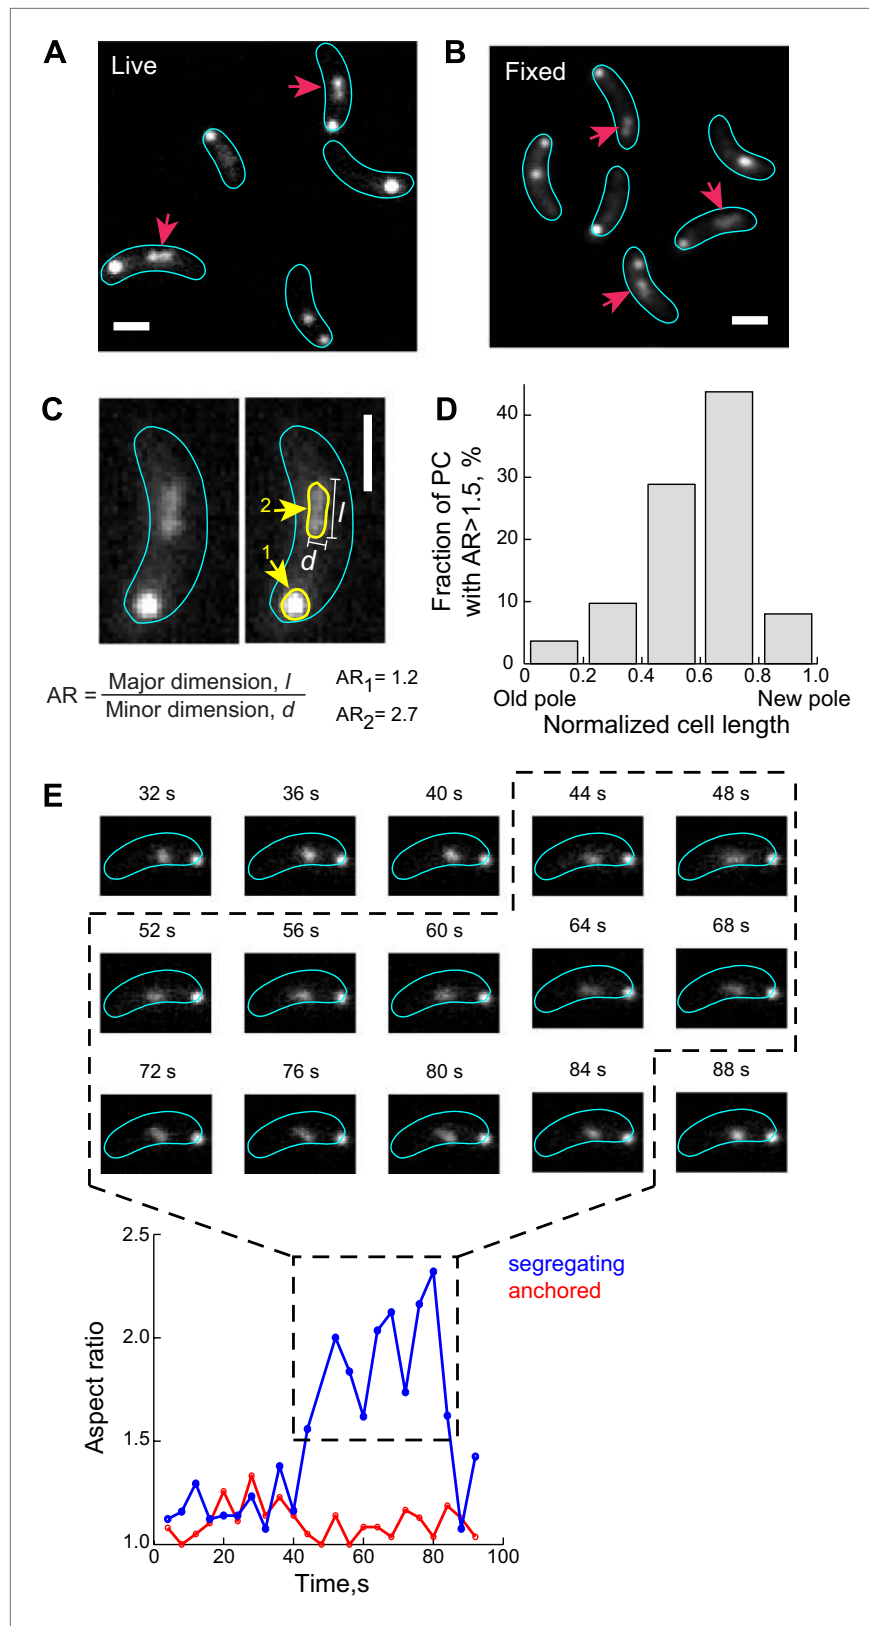 A
Live
B
Fixed
C
2
1
l
d
AR = Major dimension, l
Minor dimension, d
AR1= 1.2
AR2= 2.7
D
Fraction of PC
with AR>1.5, %
40
30
20
10
0
0 0.2 0.4 0.6 0.8 1.0
Old pole New pole
Normalized cell length
E
32 s 36 s 40 s 44 s 48 s
52 s 56 s 60 s 64 s 68 s
72 s 76 s 80 s 84 s 88 s
Aspect ratio
2.5
2.0
1.5
1.0
segregating
anchored
0 20 40 60 80 100
Time,s